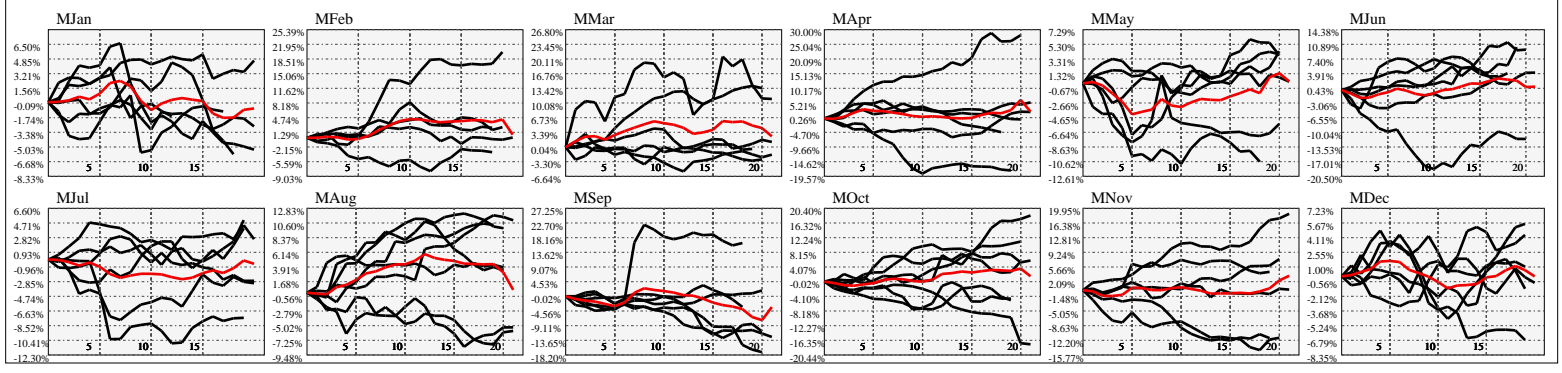 MJan MFeb MMar MApr MMay MJun
6.50% 4.85% 3.21% 1.56% -0.09% -1.74% -3.38% -5.03% -6.68% -8.33% 5 10 15
25.39% 21.95% 18.51% 15.06% 11.62% 8.18% 4.74% 1.29% -2.15% -5.59% -9.03% 5 10 15
26.80% 23.45% 20.11% 16.76% 13.42% 10.08% 6.73% 3.39% 0.04% -3.30% -6.64% 5 10 15 20
30.00% 25.04% 20.09% 15.13% 10.17% 5.21% 0.26% -4.70% -9.66% -14.62% -19.57% 5 10 15 20
7.29% 5.30% 3.31% 1.32% -0.67% -2.66% -4.65% -6.64% -8.63% -10.62% -12.61% 5 10 15 20
14.38% 10.89% 7.40% 3.91% 0.43% -3.06% -6.55% -10.04% -13.53% -17.01% -20.50% 5 10 15 20
MJul MAug MSep MOct MNov MDec
6.60% 4.71% 2.82% 0.93% -0.96% -2.85% -4.74% -6.63% -8.52% -10.41% -12.30% 5 10 15
12.83% 10.60% 8.37% 6.14% 3.91% 1.68% -0.56% -2.79% -5.02% -7.25% -9.48% 5 10 15 20
27.25% 22.70% 18.16% 13.62% 9.07% 4.53% -0.02% -4.56% -9.11% -13.65% -18.20% 5 10 15 20
20.40% 16.32% 12.24% 8.15% 4.07% -0.02% -4.10% -8.18% -12.27% -16.35% -20.44% 5 10 15 20
19.95% 16.38% 12.81% 9.24% 5.66% 2.09% -1.48% -5.05% -8.63% -12.20% -15.77% 5 10 15 20
7.23% 5.67% 4.11% 2.55% 1.00% -0.56% -2.12% -3.68% -5.24% -6.79% -8.35% 5 10 15